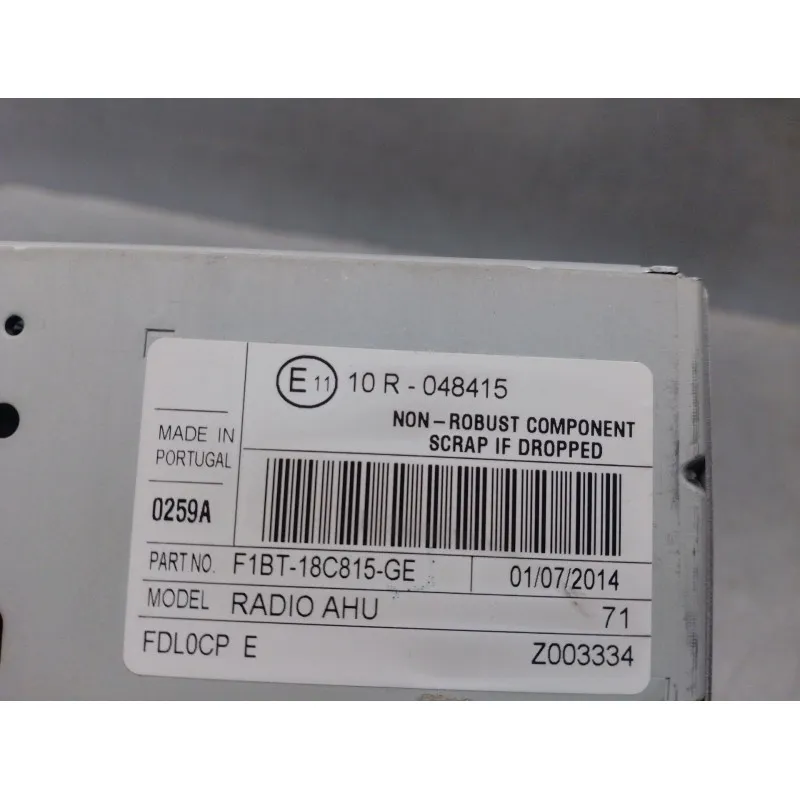 E 11 10 R - 048415
NON-ROBUST COMPONENT
SCRAP IF DROPPED
MADE IN
PORTUGAL
0259A
PART NO. F1BT-18C815-GE 01/07/2014
MODEL RADIO AHU 71
FDL0CP E Z003334